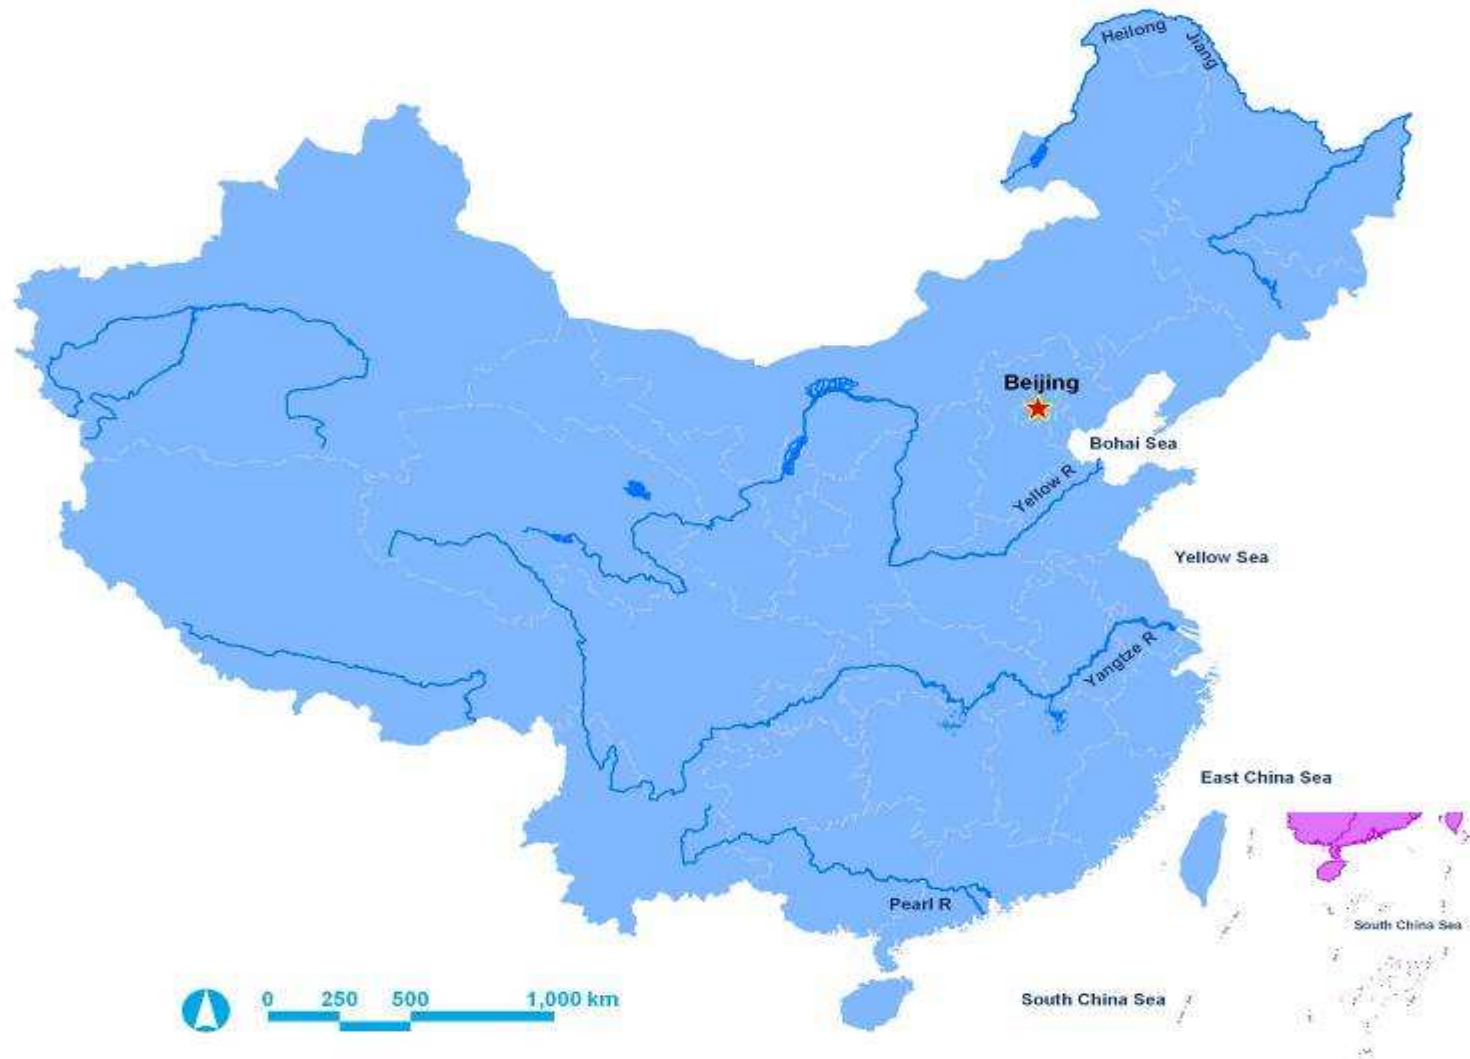 Heilong
Jiang
Beijing
Bohai Sea
Yellow R
Yellow Sea
Yangtze R
East China Sea
Pearl R
South China Sea
South China Sea
0 250 500 1,000 km